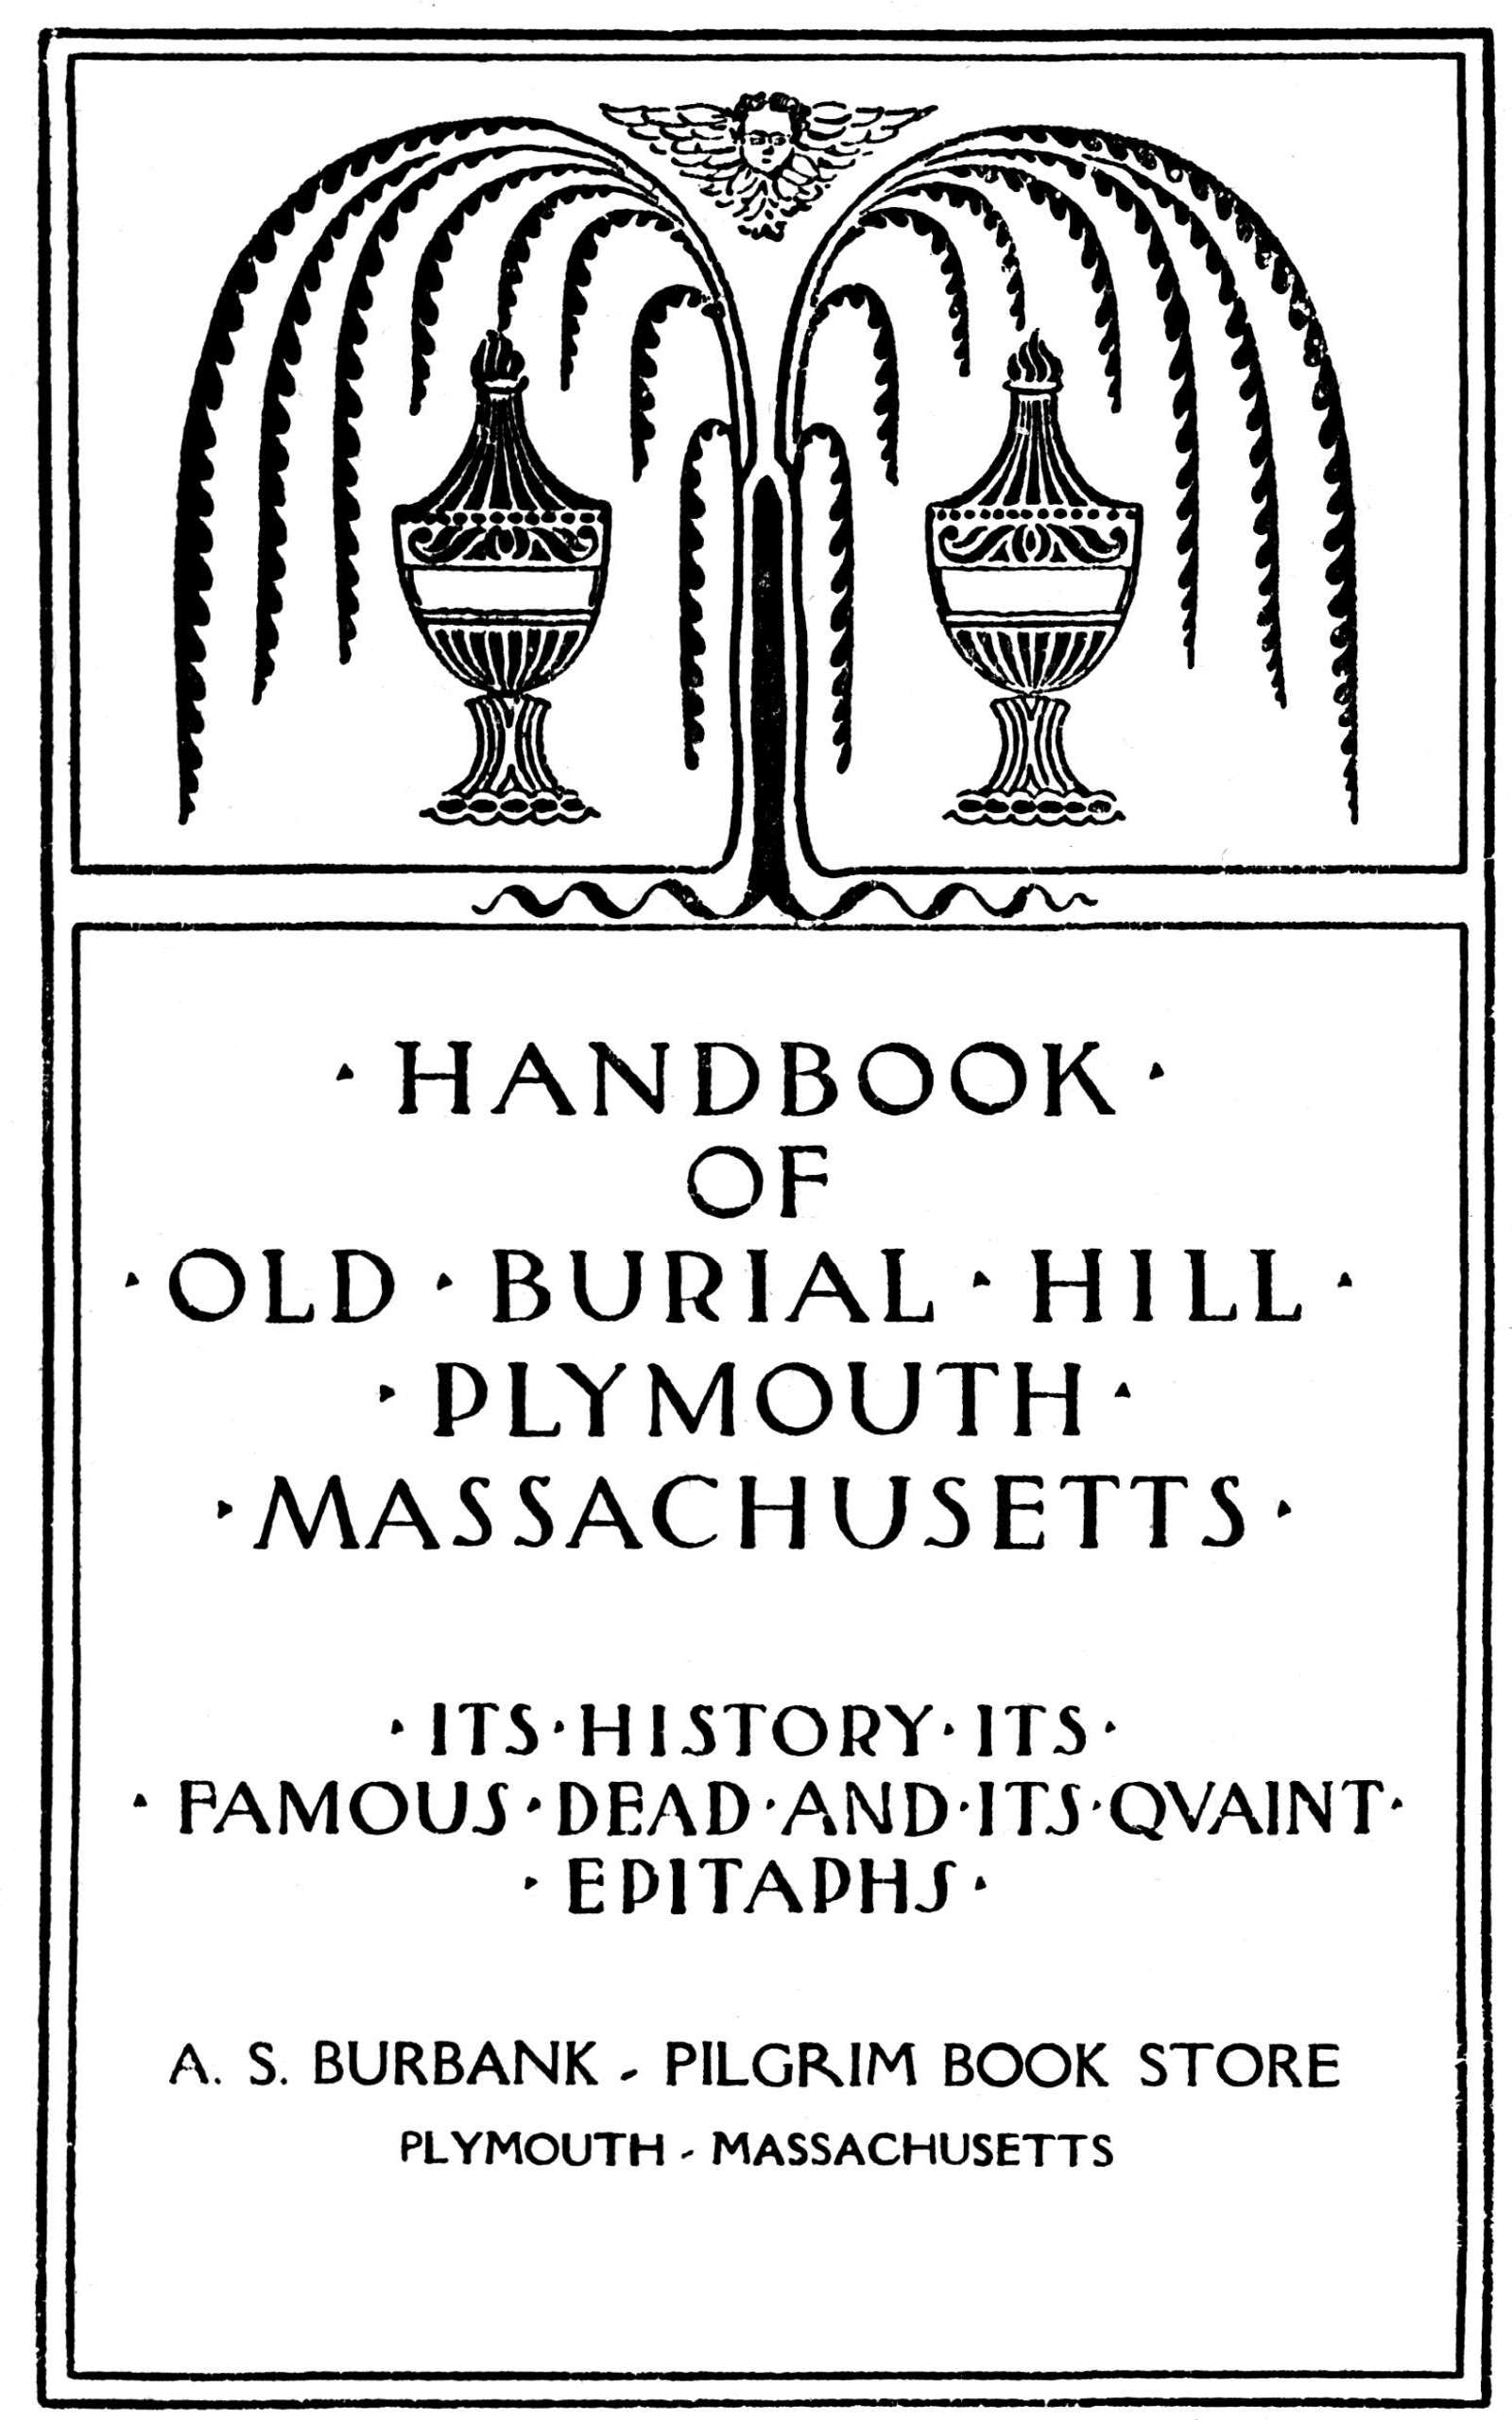 · HANDBOOK ·
OF
· OLD · BURIAL · HILL ·
· PLYMOUTH ·
· MASSACHUSETTS ·
· ITS · HISTORY · ITS ·
· FAMOUS · DEAD · AND · ITS · QVAINT ·
· EPITAPHS ·
A. S. BURBANK - PILGRIM BOOK STORE
PLYMOUTH - MASSACHUSETTS